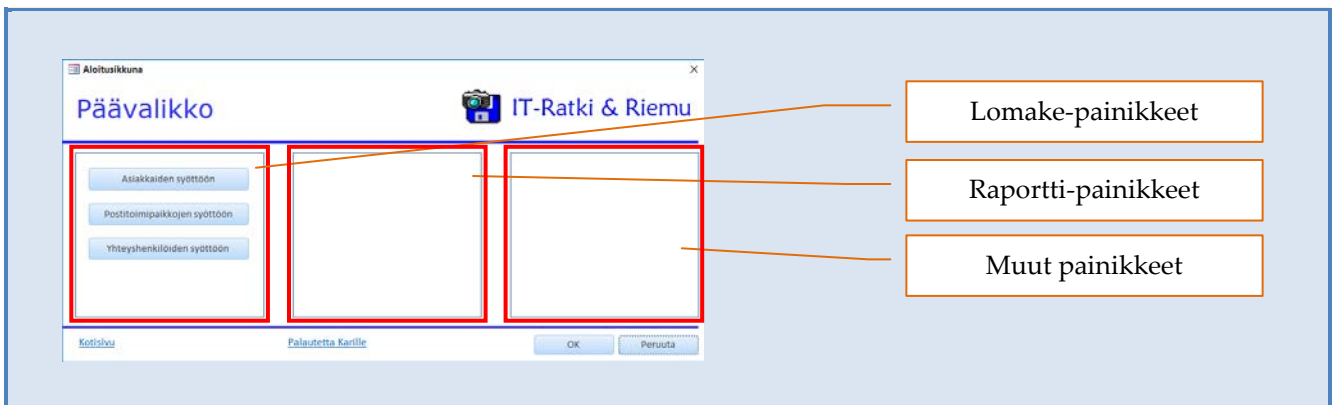 Aloitusikkuna
Päävalikko
IT-Ratki & Riemu
Asiakkaiden syöttöön
Postitoimipaikkojen syöttöön
Yhteyshenkilöiden syöttöön
Kotisivu
Palautetta Karille
OK
Peruuta
Lomake-painikkeet
Raportti-painikkeet
Muut painikkeet